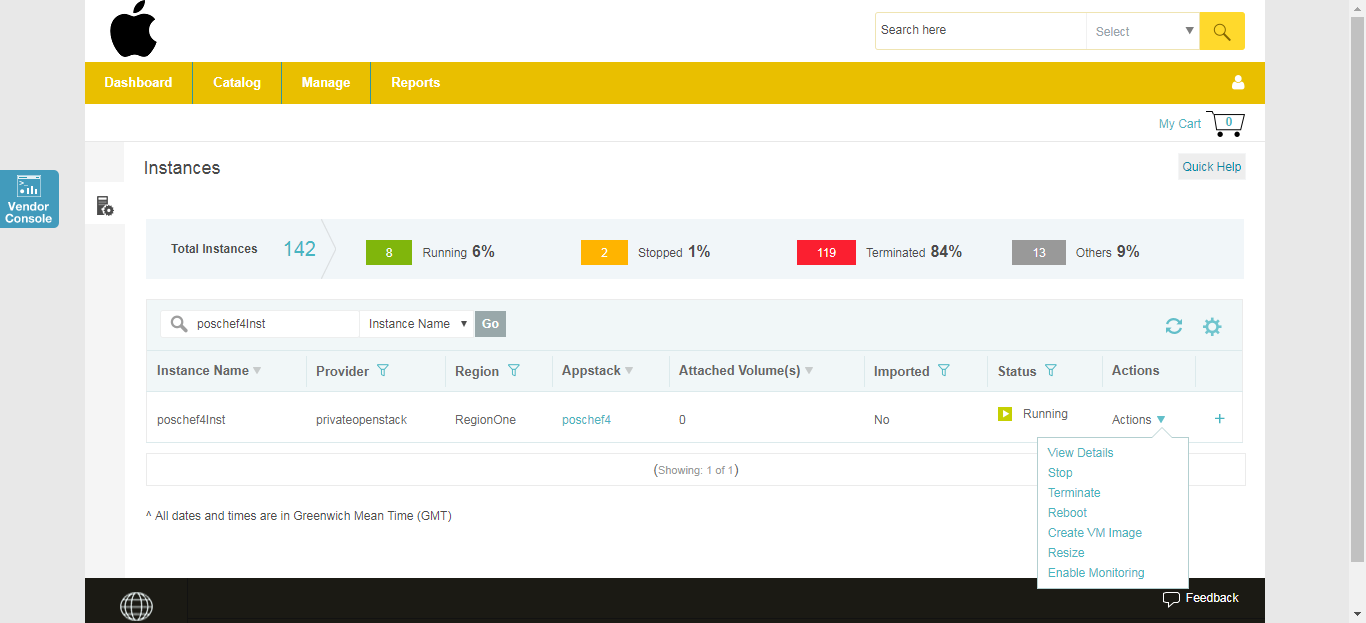 Search here Select
Dashboard Catalog Manage Reports
My Cart 0
Instances Quick Help
>_
Vendor
Console
Total Instances 142 8 Running 6% 2 Stopped 1% 119 Terminated 84% 13 Others 9%
poschef4Inst Instance Name Go
Instance Name Provider Region Appstack Attached Volume(s) Imported Status Actions
poschef4Inst privateopenstack RegionOne poschef4 0 No Running Actions +
View Details
(Showing: 1 of 1)
Stop
Terminate
Reboot
Create VM Image
Resize
Enable Monitoring
^ All dates and times are in Greenwich Mean Time (GMT)
Feedback